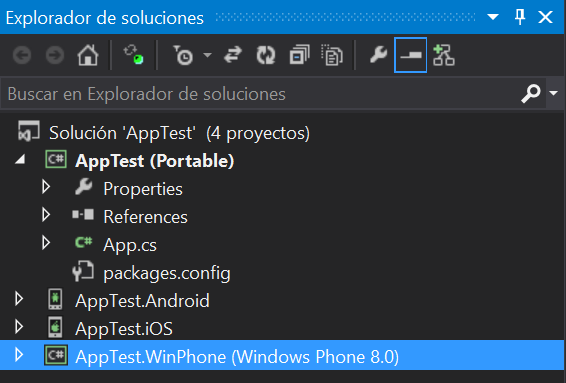 Explorador de soluciones
Buscar en Explorador de soluciones
Solución 'AppTest' (4 proyectos)
C# AppTest (Portable)
Properties
References
C# App.cs
packages.config
AppTest.Android
AppTest.iOS
C# AppTest.WinPhone (Windows Phone 8.0)